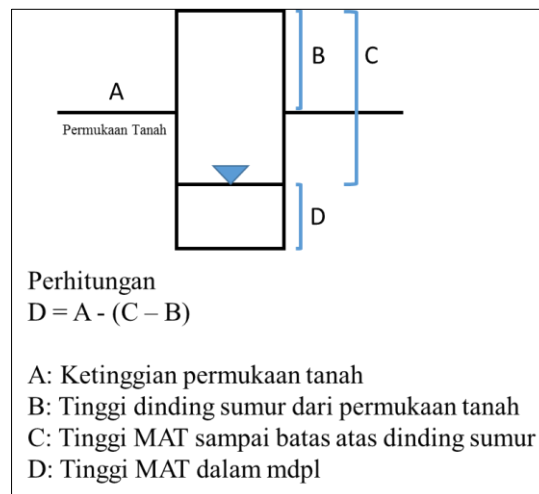 B
C
A
Permukaan Tanah
D
Perhitungan
D = A - (C – B)
A: Ketinggian permukaan tanah
B: Tinggi dinding sumur dari permukaan tanah
C: Tinggi MAT sampai batas atas dinding sumur
D: Tinggi MAT dalam mdpl